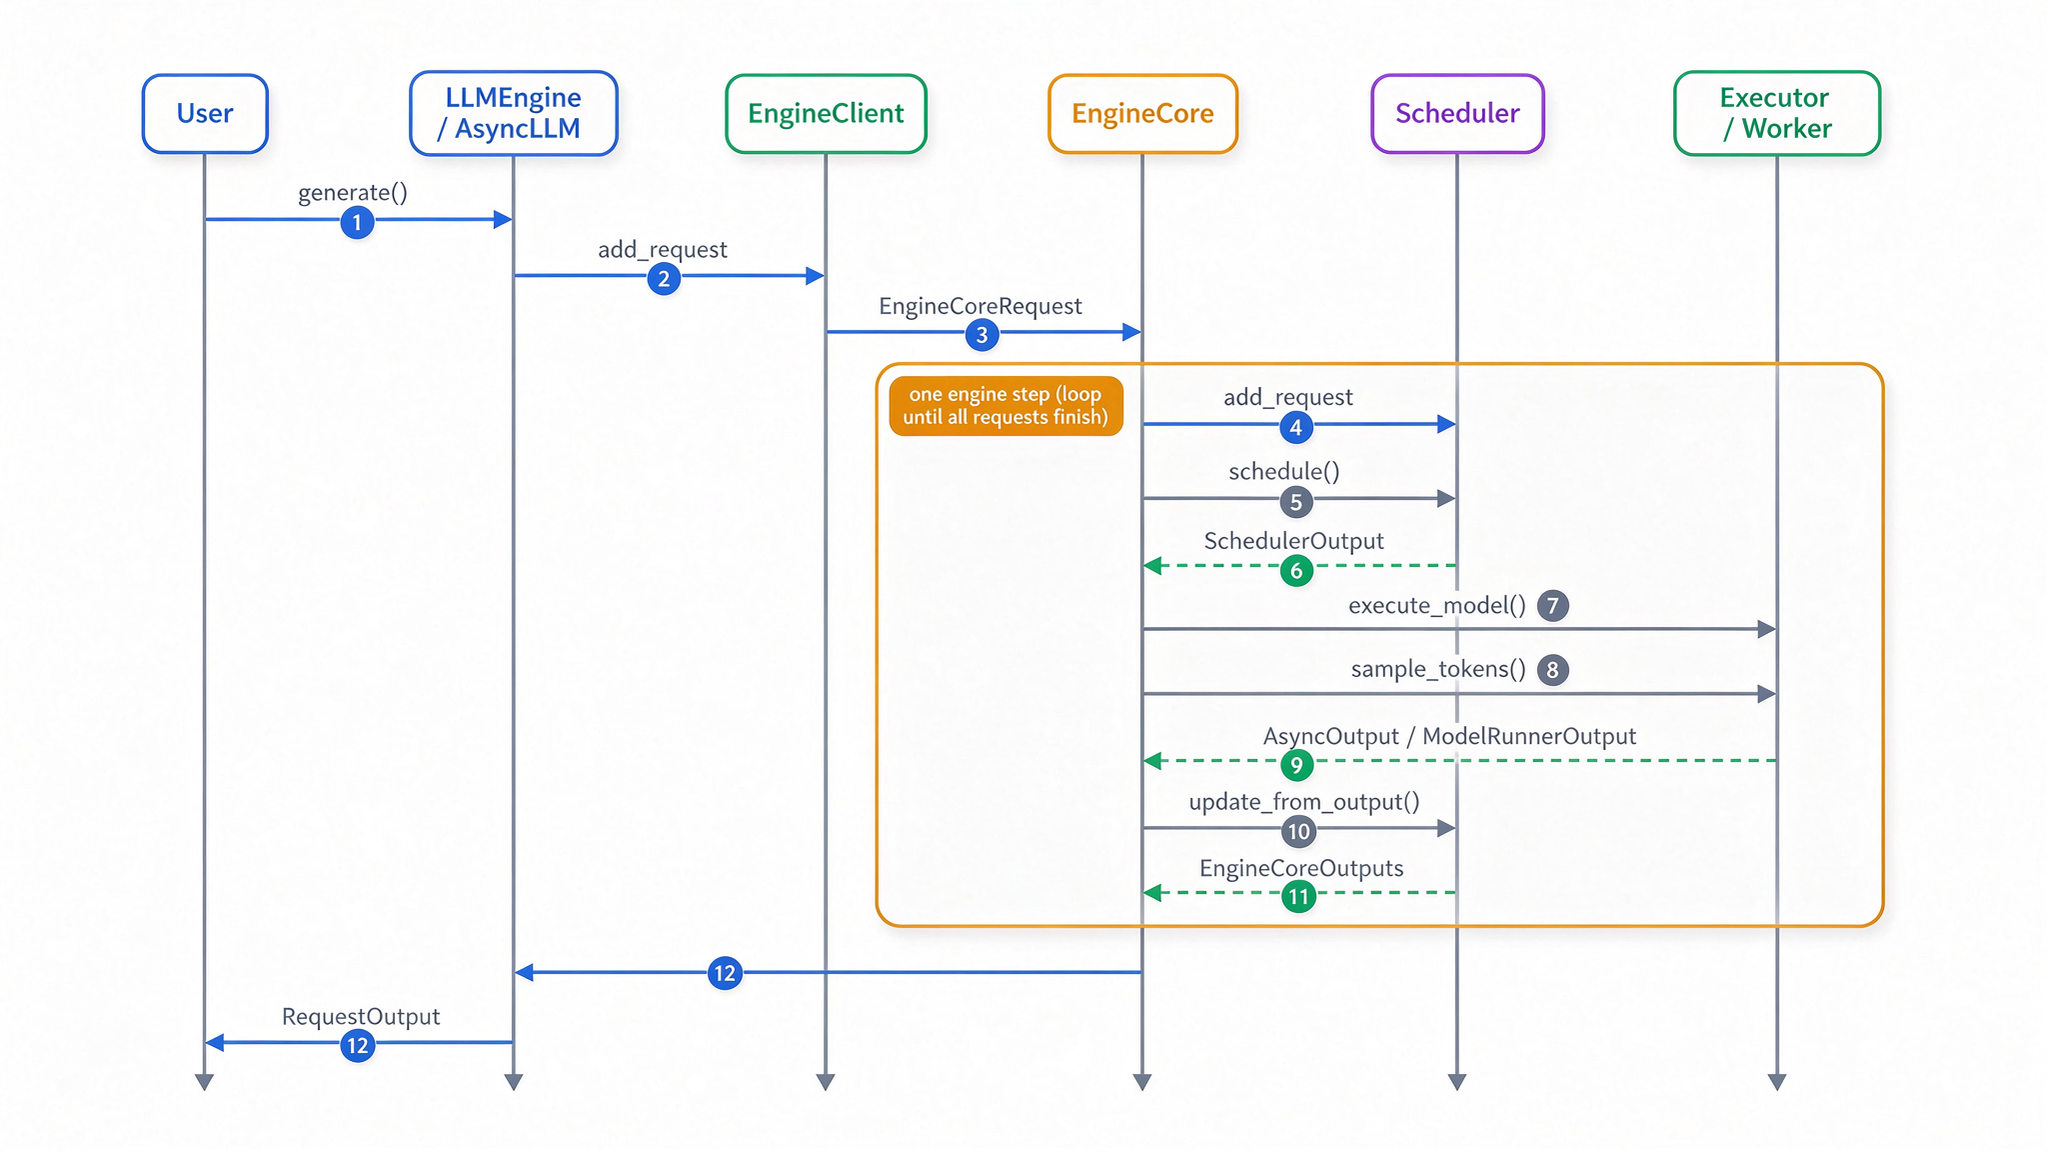 User
LLMEngine
/ AsyncLLM
EngineClient
EngineCore
Scheduler
Executor
/ Worker
generate()
1
add_request
2
EngineCoreRequest
3
one engine step (loop
until all requests finish)
add_request
4
schedule()
5
SchedulerOutput
6
execute_model() 7
sample_tokens() 8
AsyncOutput / ModelRunnerOutput
9
update_from_output()
10
EngineCoreOutputs
11
12
RequestOutput
12